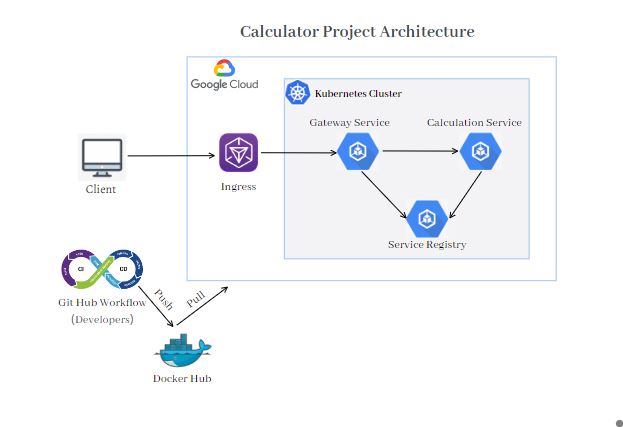 Calculator Project Architecture
Google Cloud
Kubernetes Cluster
Gateway Service
Calculation Service
Client
Ingress
Service Registry
CI
CD
Git Hub Workflow
(Developers)
Push
Pull
Docker Hub